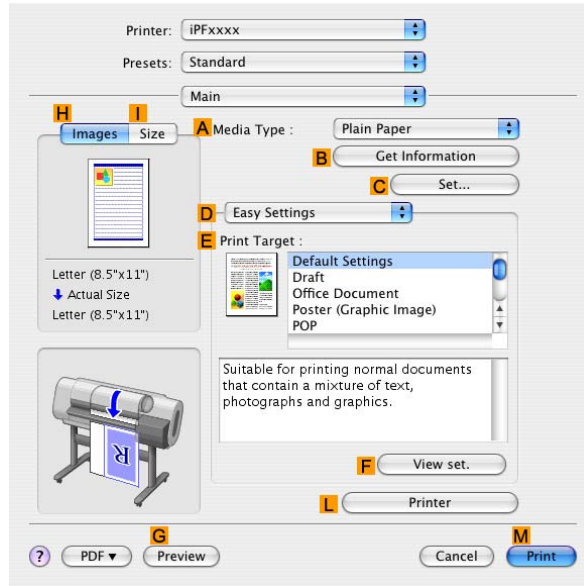 Printer: iPFxxxx
Presets: Standard
Main
H I
Images Size
A Media Type : Plain Paper
B Get Information
C Set...
D Easy Settings
E Print Target :
Default Settings
Draft
Office Document
Poster (Graphic Image)
POP
Letter (8.5"x11")
Actual Size
Letter (8.5"x11")
Suitable for printing normal documents
that contain a mixture of text,
photographs and graphics.
R
F View set.
L Printer
G M
? PDF▼ Preview Cancel Print